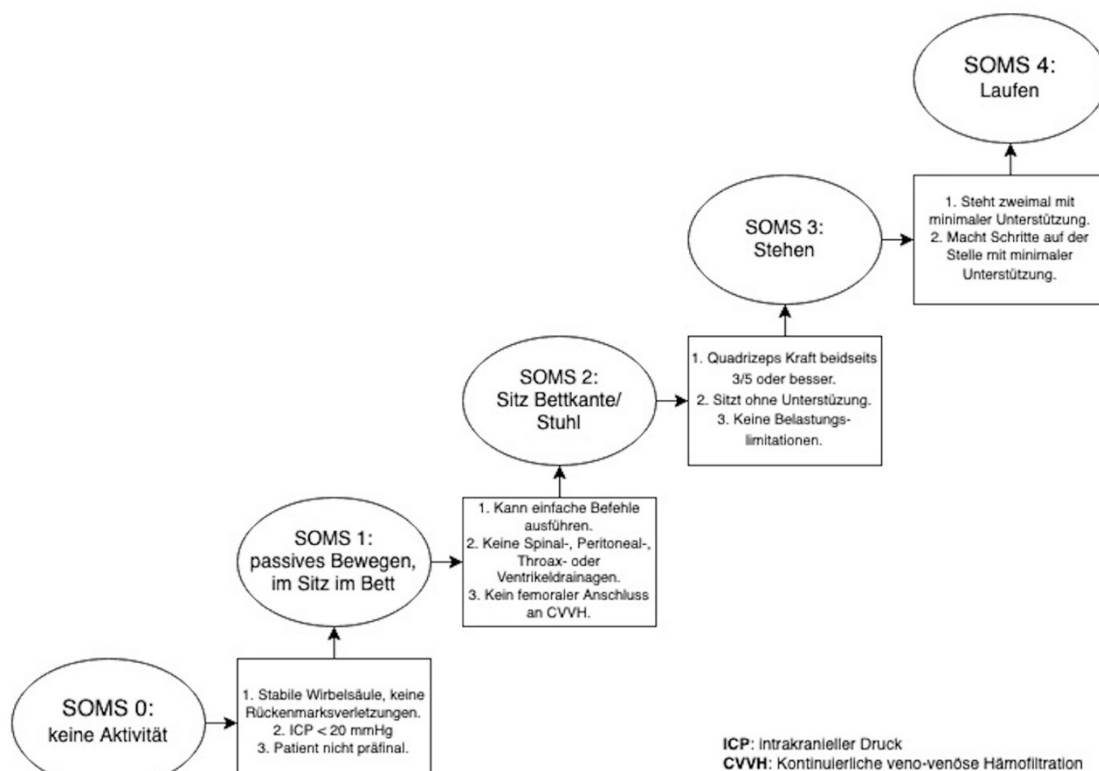 SOMS 4:
Laufen
1. Steht zweimal mit
minimaler Unterstützung.
2. Macht Schritte auf der
Stelle mit minimaler
Unterstützung.
SOMS 3:
Stehen
1. Quadrizeps Kraft beidseits
3/5 oder besser.
2. Sitzt ohne Unterstüzung.
3. Keine Belastungs-
limitationen.
SOMS 2:
Sitz Bettkante/
Stuhl
1. Kann einfache Befehle
ausführen.
2. Keine Spinal-, Peritoneal-,
Throax- oder
Ventrikeldrainagen.
3. Kein femoraler Anschluss
an CVVH.
SOMS 1:
passives Bewegen,
im Sitz im Bett
1. Stabile Wirbelsäule, keine
Rückenmarksverletzungen.
2. ICP < 20 mmHg
3. Patient nicht präfinal.
SOMS 0:
keine Aktivität
ICP: intrakranieller Druck
CVVH: Kontinuierliche veno-venöse Hämofiltration